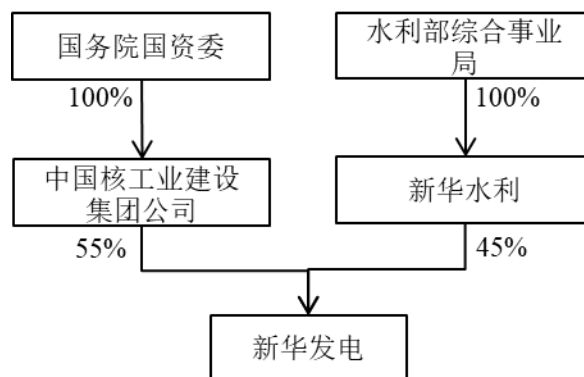 国务院国资委
水利部综合事业
局
100%
100%
中国核工业建设
集团公司
新华水利
55%
45%
新华发电